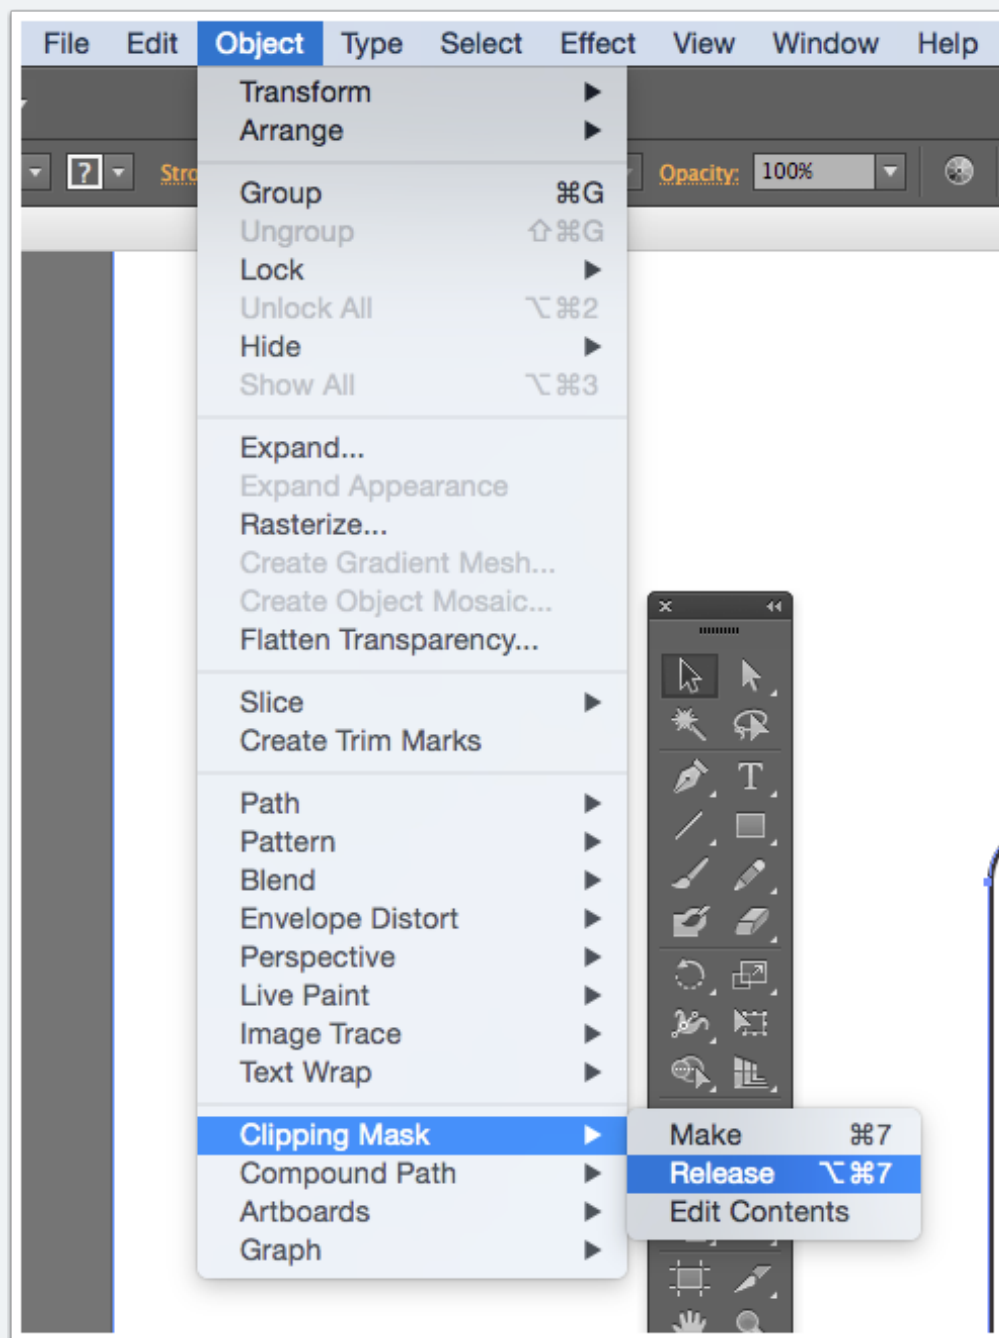 File Edit Object Type Select Effect View Window Help
Transform
Arrange
? Stro Opacity: 100%
Group ⌘G
Ungroup ⇧⌘G
Lock
Unlock All ⌥⌘2
Hide
Show All ⌥⌘3
Expand...
Expand Appearance
Rasterize...
Create Gradient Mesh...
Create Object Mosaic...
Flatten Transparency...
Slice
Create Trim Marks
Path
Pattern
Blend
Envelope Distort
Perspective
Live Paint
Image Trace
Text Wrap
Clipping Mask
Make ⌘7
Compound Path
Release ⌥⌘7
Artboards
Edit Contents
Graph